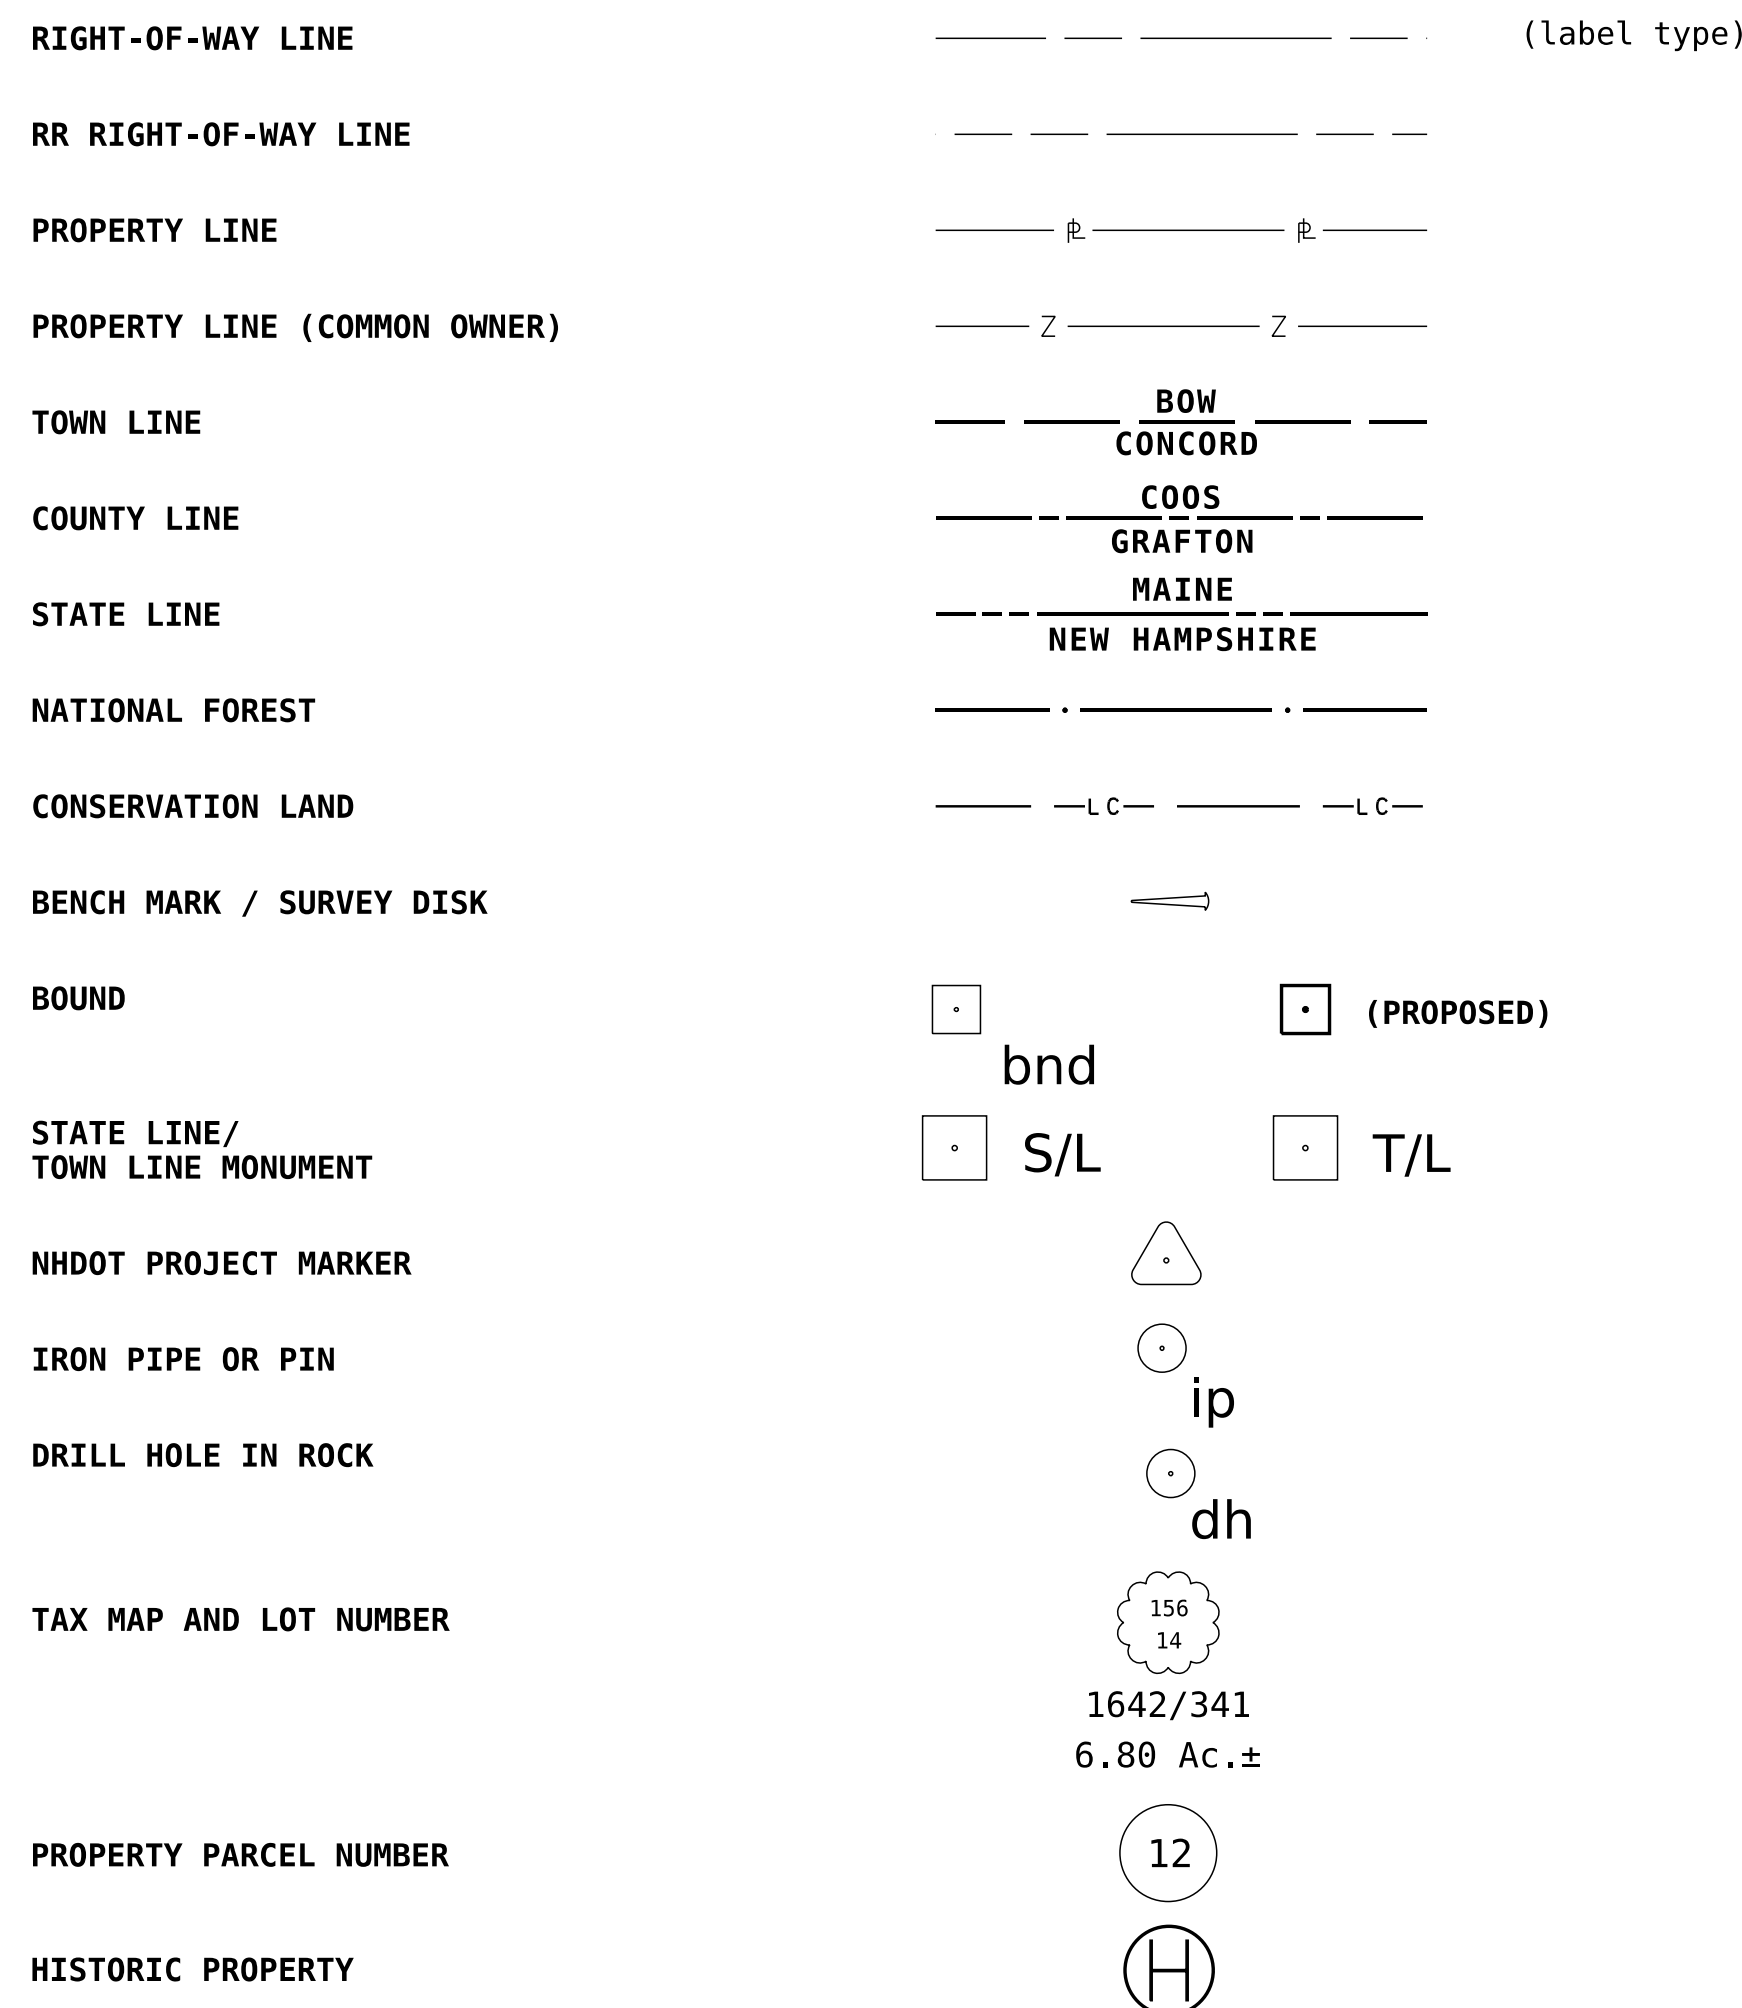 RIGHT-OF-WAY LINE (label type)
RR RIGHT-OF-WAY LINE
PROPERTY LINE PL PL
PROPERTY LINE (COMMON OWNER) Z Z
BOW
TOWN LINE
CONCORD
COOS
COUNTY LINE
GRAFTON
MAINE
STATE LINE
NEW HAMPSHIRE
NATIONAL FOREST
CONSERVATION LAND L C L C
BENCH MARK / SURVEY DISK
BOUND (PROPOSED)
bnd
STATE LINE/
TOWN LINE MONUMENT S/L T/L
NHDOT PROJECT MARKER
IRON PIPE OR PIN
ip
DRILL HOLE IN ROCK
dh
156
TAX MAP AND LOT NUMBER
14
1642/341
6.80 Ac.±
PROPERTY PARCEL NUMBER 12
HISTORIC PROPERTY H